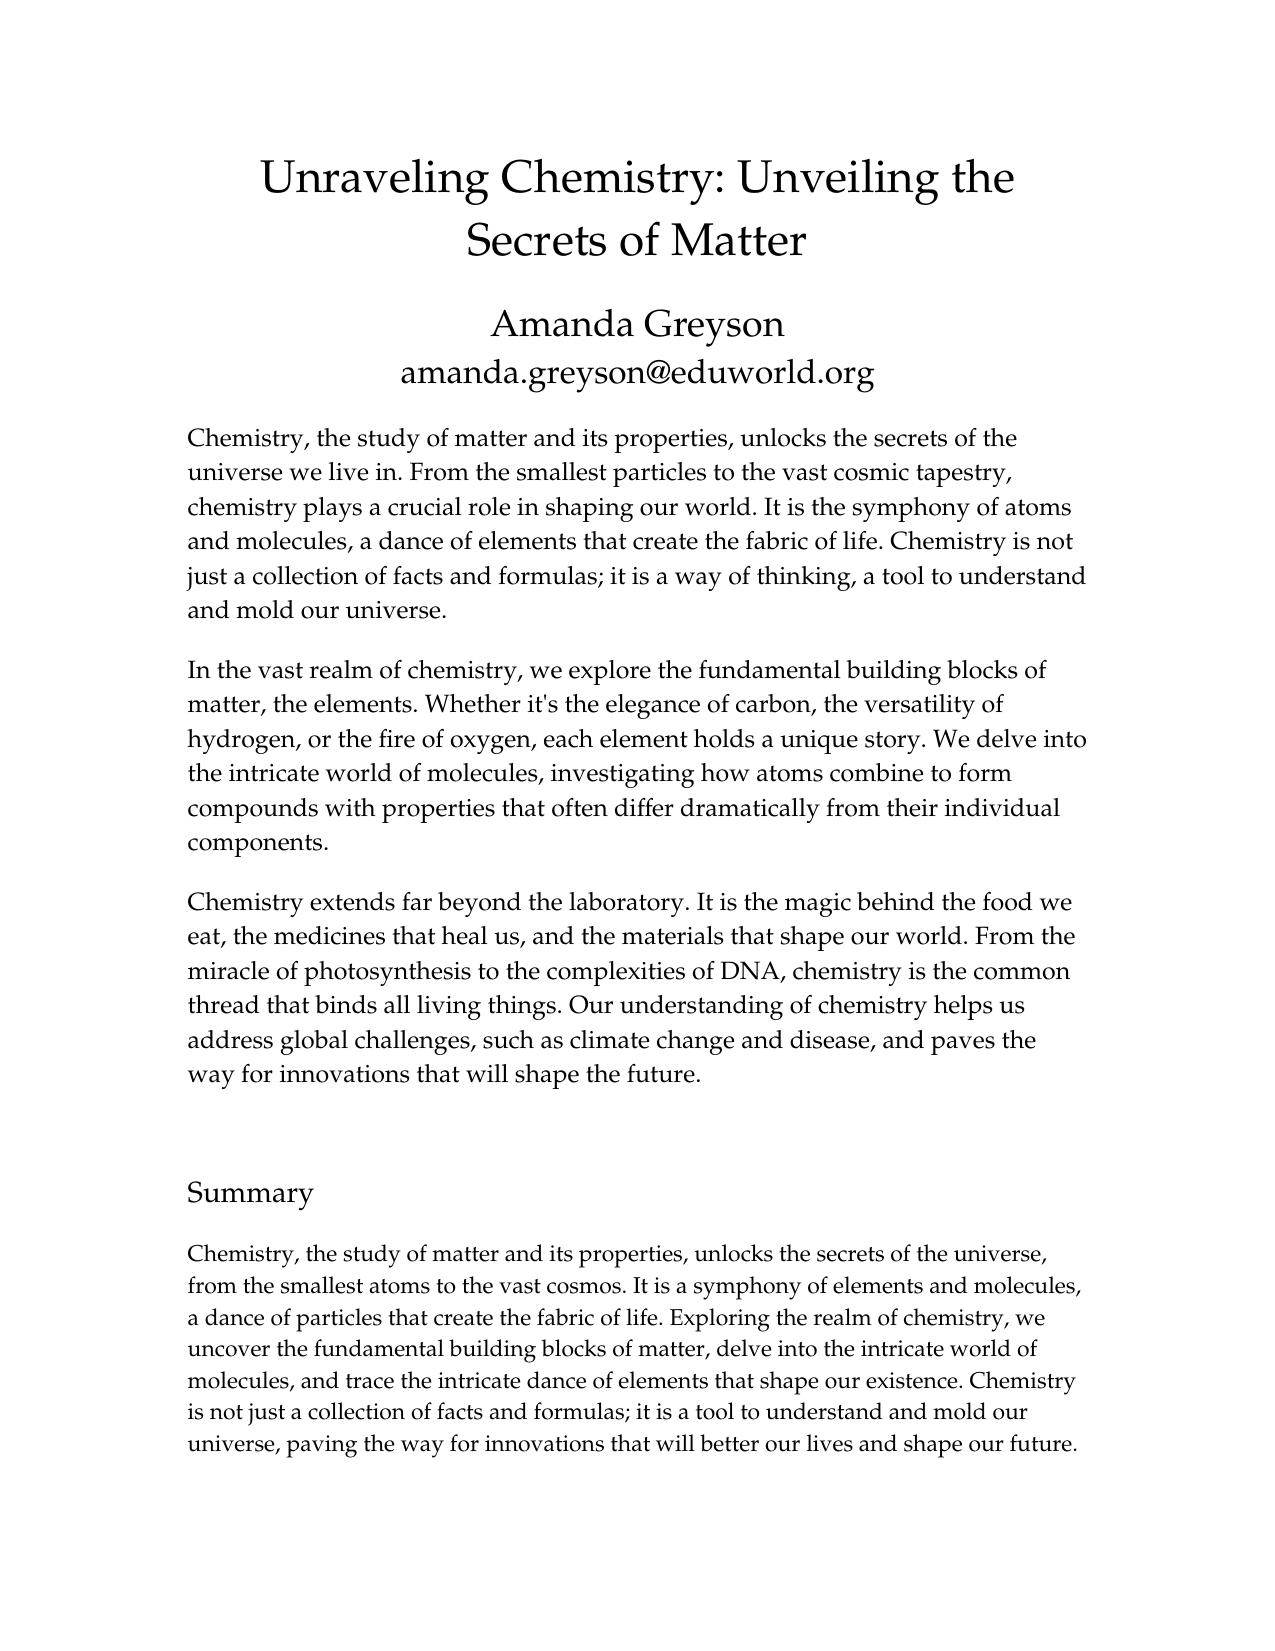 Unraveling Chemistry: Unveiling the
Secrets of Matter
Amanda Greyson
amanda.greyson@eduworld.org
Chemistry, the study of matter and its properties, unlocks the secrets of the
universe we live in. From the smallest particles to the vast cosmic tapestry,
chemistry plays a crucial role in shaping our world. It is the symphony of atoms
and molecules, a dance of elements that create the fabric of life. Chemistry is not
just a collection of facts and formulas; it is a way of thinking, a tool to understand
and mold our universe.
In the vast realm of chemistry, we explore the fundamental building blocks of
matter, the elements. Whether it's the elegance of carbon, the versatility of
hydrogen, or the fire of oxygen, each element holds a unique story. We delve into
the intricate world of molecules, investigating how atoms combine to form
compounds with properties that often differ dramatically from their individual
components.
Chemistry extends far beyond the laboratory. It is the magic behind the food we
eat, the medicines that heal us, and the materials that shape our world. From the
miracle of photosynthesis to the complexities of DNA, chemistry is the common
thread that binds all living things. Our understanding of chemistry helps us
address global challenges, such as climate change and disease, and paves the
way for innovations that will shape the future.
Summary
Chemistry, the study of matter and its properties, unlocks the secrets of the universe,
from the smallest atoms to the vast cosmos. It is a symphony of elements and molecules,
a dance of particles that create the fabric of life. Exploring the realm of chemistry, we
uncover the fundamental building blocks of matter, delve into the intricate world of
molecules, and trace the intricate dance of elements that shape our existence. Chemistry
is not just a collection of facts and formulas; it is a tool to understand and mold our
universe, paving the way for innovations that will better our lives and shape our future.